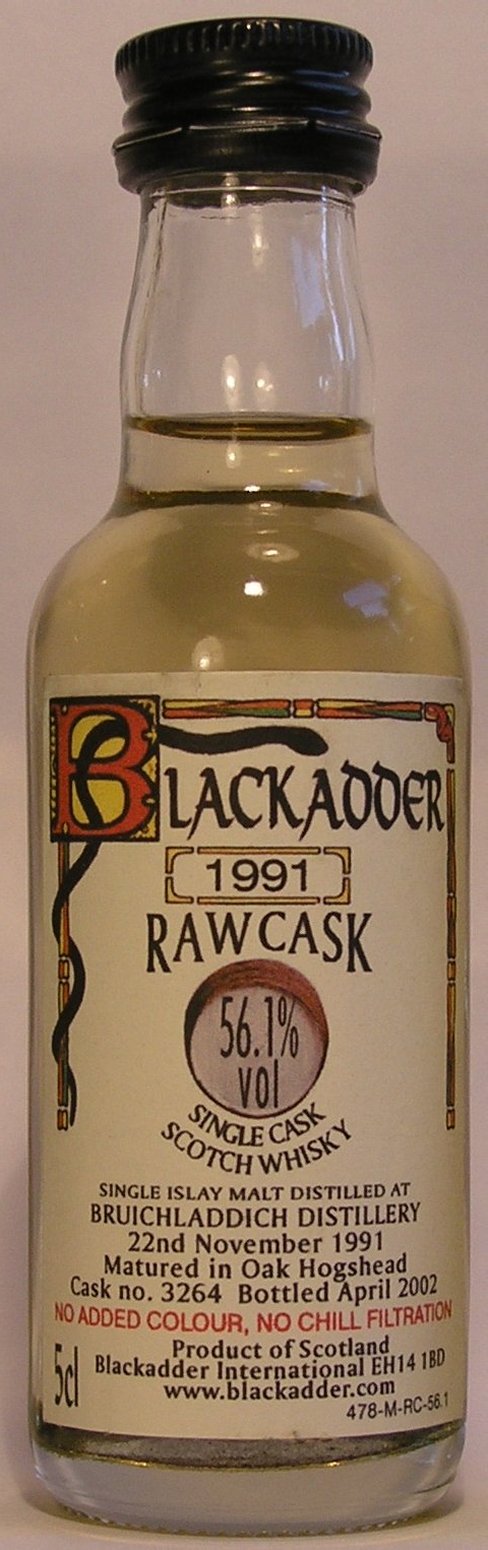 BLACKADDER
1991
RAW CASK
56.1%
vol
SINGLE CASK
SCOTCH WHISKY
SINGLE ISLAY MALT DISTILLED AT
BRUICHLADDICH DISTILLERY
22nd November 1991
Matured in Oak Hogshead
Cask no. 3264 Bottled April 2002
NO ADDED COLOUR, NO CHILL FILTRATION
Product of Scotland
5cl Blackadder International EH14 1BD
www.blackadder.com
478-M-RC-56.1